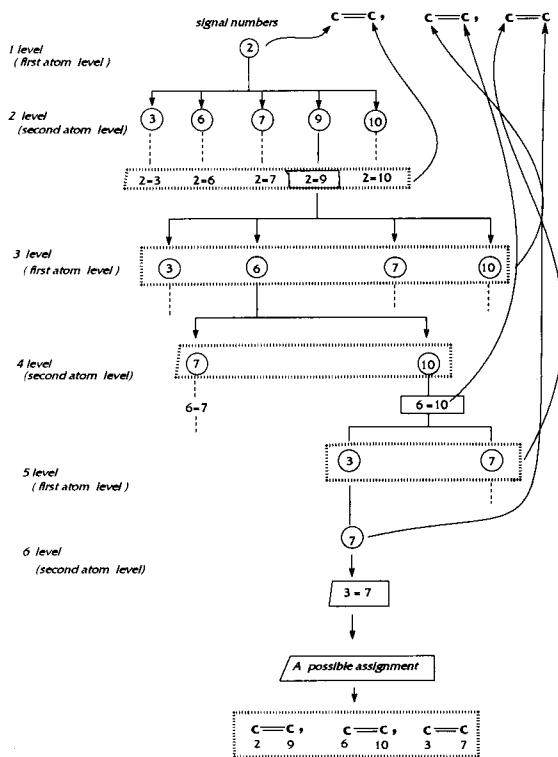 signal numbers
C=C, C=C, C=C
1 level
( first atom level )
2
2 level
(second atom level)
3 6 7 9 10
2=3 2=6 2=7 2=9 2=10
3 level
( first atom level )
3 6 7 10
4 level
(second atom level)
7 10
6=7
6=10
5 level
( first atom level )
3 7
6 level
(second atom level)
7
3 = 7
A possible assignment
C=C, C=C, C=C
2 9 6 10 3 7